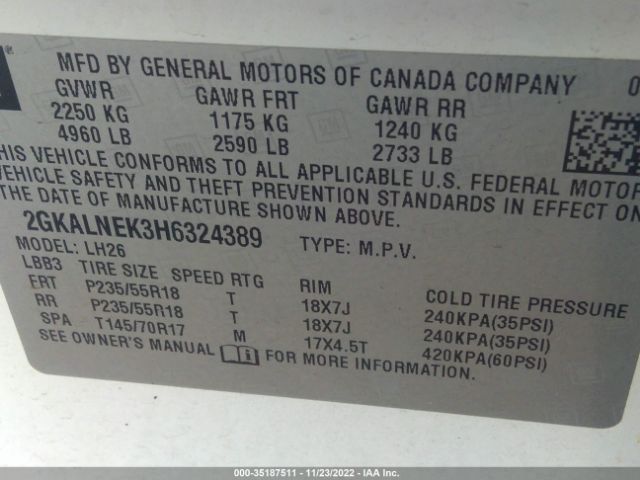 MFD BY GENERAL MOTORS OF CANADA COMPANY 0
GVWR GAWR FRT GAWR RR
2250 KG 1175 KG 1240 KG
4960 LB 2590 LB 2733 LB
HIS VEHICLE CONFORMS TO ALL APPLICABLE U.S. FEDERAL MOTOR
VEHICLE SAFETY AND THEFT PREVENTION STANDARDS IN EFFECT ON
THE DATE OF MANUFACTURE SHOWN ABOVE.
2GKALNEK3H6324389 TYPE: M.P.V.
MODEL: LH26
LBB3 TIRE SIZE SPEED RTG RIM COLD TIRE PRESSURE
FRT P235/55R18 T 18X7J 240KPA(35PSI)
RR P235/55R18 T 18X7J 240KPA(35PSI)
SPA T145/70R17 M 17X4.5T 420KPA(60PSI)
SEE OWNER'S MANUAL FOR MORE INFORMATION.
000-35187511 - 11/23/2022 - IAA Inc.